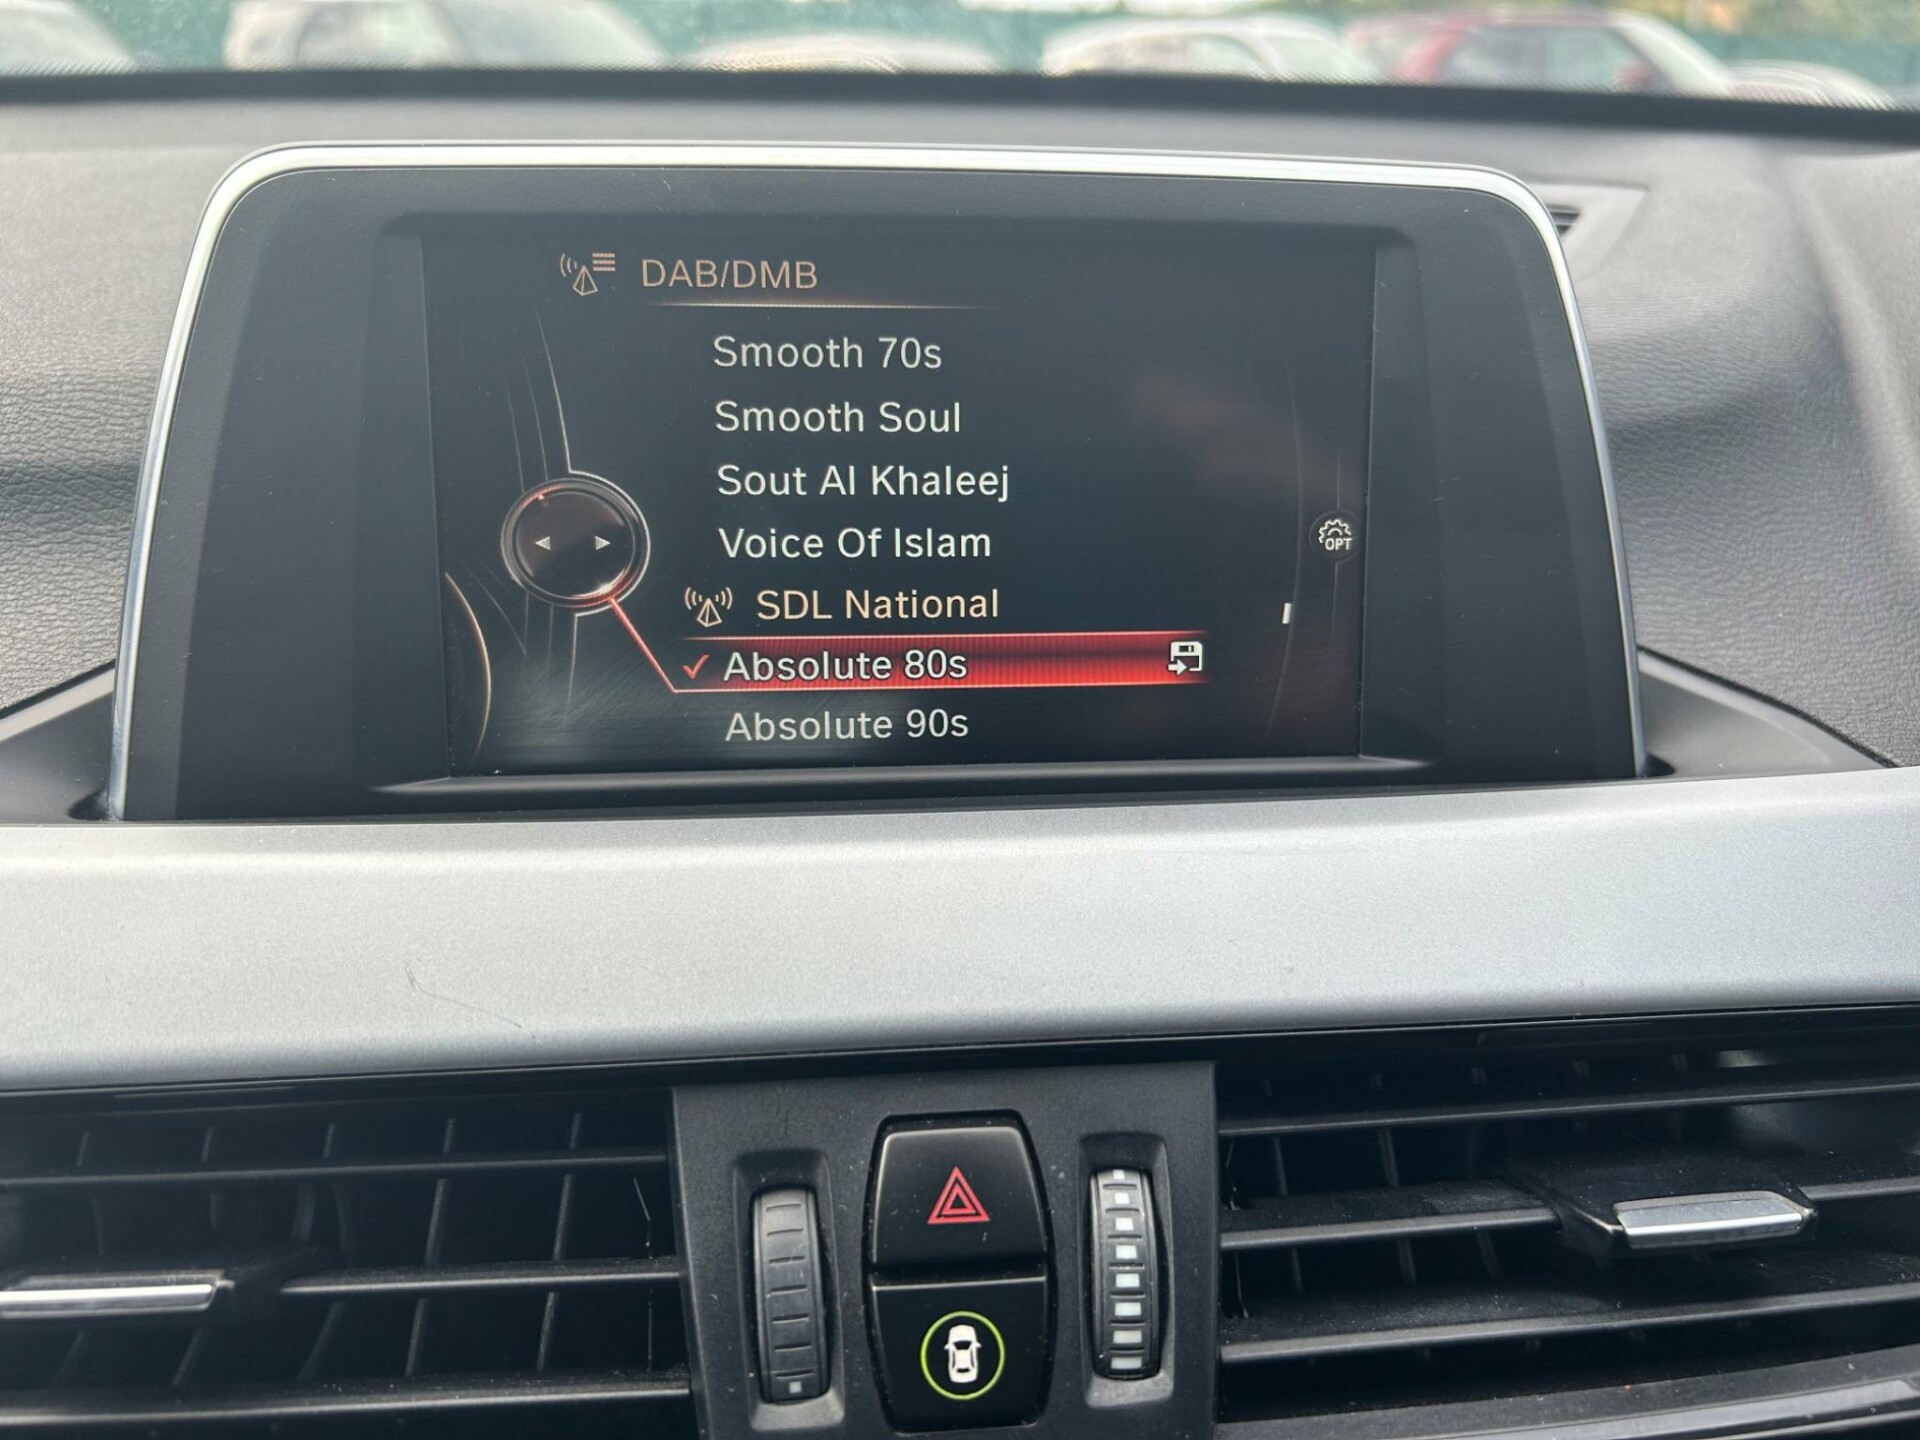 DAB/DMB
Smooth 70s
Smooth Soul
Sout Al Khaleej
Voice Of Islam
OPT
SDL National
Absolute 80s
Absolute 90s